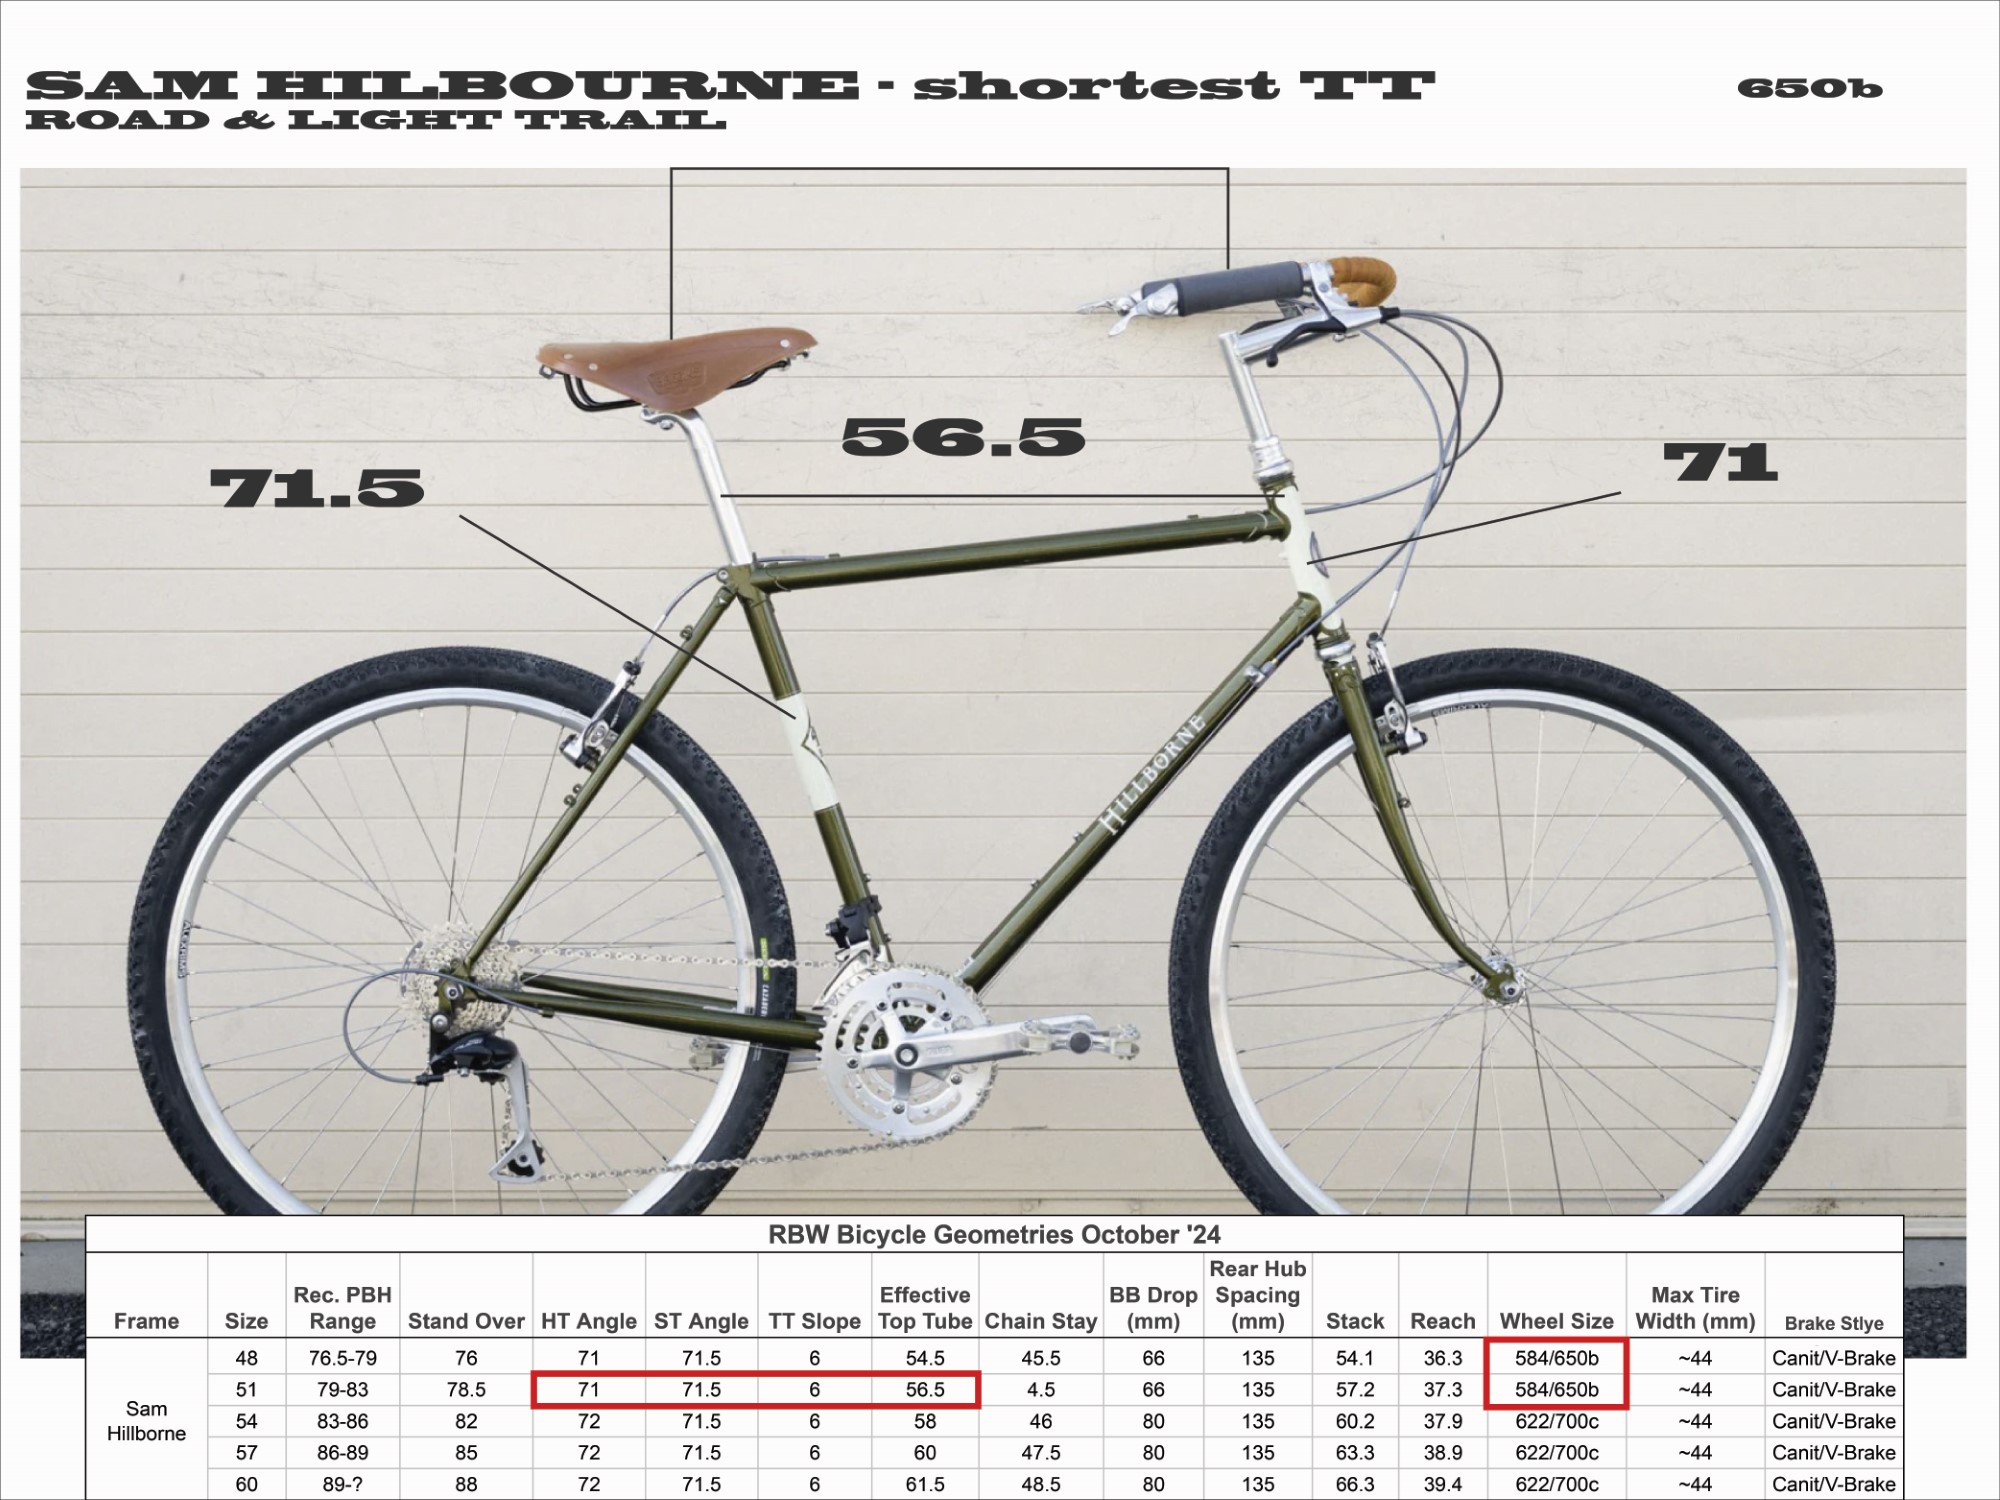 SAM HILBOURNE - shortest TT
650b
ROAD & LIGHT TRAIL
56.5
71
71.5
HILLBORNE
ALEXRIMS
ALEXRIMS
RBW Bicycle Geometries October '24
Frame Size Rec. PBH Range Stand Over HT Angle ST Angle TT Slope Effective Top Tube Chain Stay BB Drop (mm) Rear Hub Spacing (mm) Stack Reach Wheel Size Max Tire Width (mm) Brake Stlye
Sam Hillborne
48 76.5-79 76 71 71.5 6 54.5 45.5 66 135 54.1 36.3 584/650b ~44 Canit/V-Brake
51 79-83 78.5 71 71.5 6 56.5 4.5 66 135 57.2 37.3 584/650b ~44 Canit/V-Brake
54 83-86 82 72 71.5 6 58 46 80 135 60.2 37.9 622/700c ~44 Canit/V-Brake
57 86-89 85 72 71.5 6 60 47.5 80 135 63.3 38.9 622/700c ~44 Canit/V-Brake
60 89-? 88 72 71.5 6 61.5 48.5 80 135 66.3 39.4 622/700c ~44 Canit/V-Brake